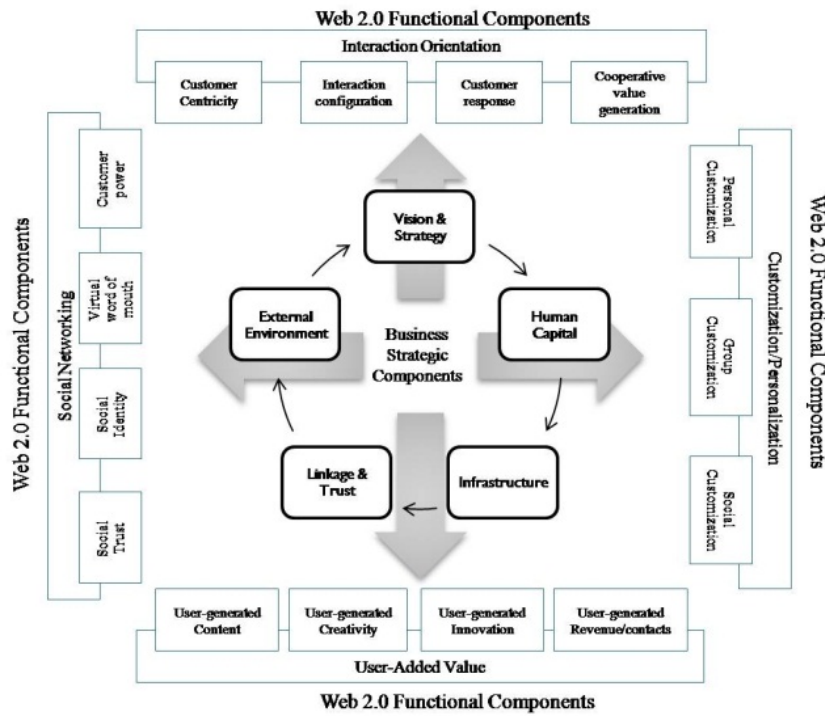 Web 2.0 Functional Components
Interaction Orientation
Customer
Centricity
Interaction
configuration
Customer
response
Cooperative
value
generation
Web 2.0 Functional Components
Social Networking
Customer
power
Virtual
word of
mouth
Social
Identity
Social
Trust
Vision &
Strategy
External
Environment
Human
Capital
Business
Strategic
Components
Linkage &
Trust
Infrastructure
Personal
Customization
Group
Customization
Social
Customization
Customization/Personalization
Web 2.0 Functional Components
User-generated
Content
User-generated
Creativity
User-generated
Innovation
User-generated
Revenue/contacts
User-Added Value
Web 2.0 Functional Components